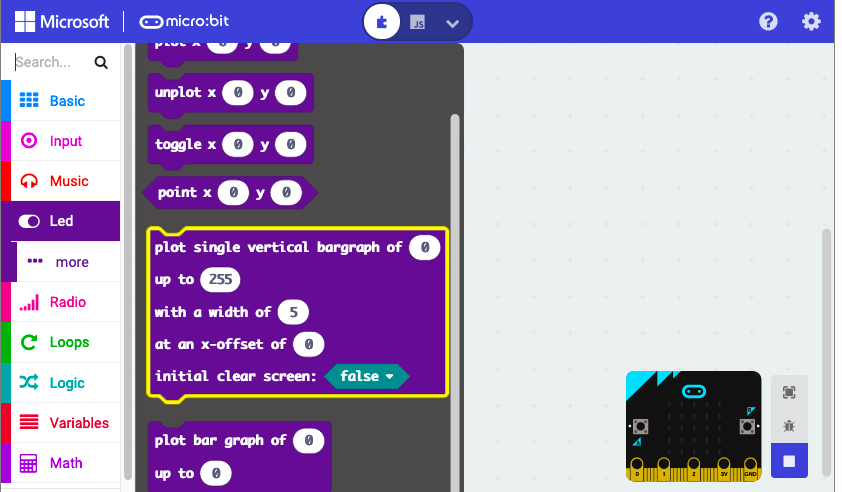 Microsoft
micro:bit
JS
?
Search...
Basic
Input
Music
Led
more
Radio
Loops
Logic
Variables
Math
plot x 0 y 0
unplot x 0 y 0
toggle x 0 y 0
point x 0 y 0
plot single vertical bargraph of 0
up to 255
with a width of 5
at an x-offset of 0
initial clear screen: false
plot bar graph of 0
up to 0
A
B
0 1 2 3V GND